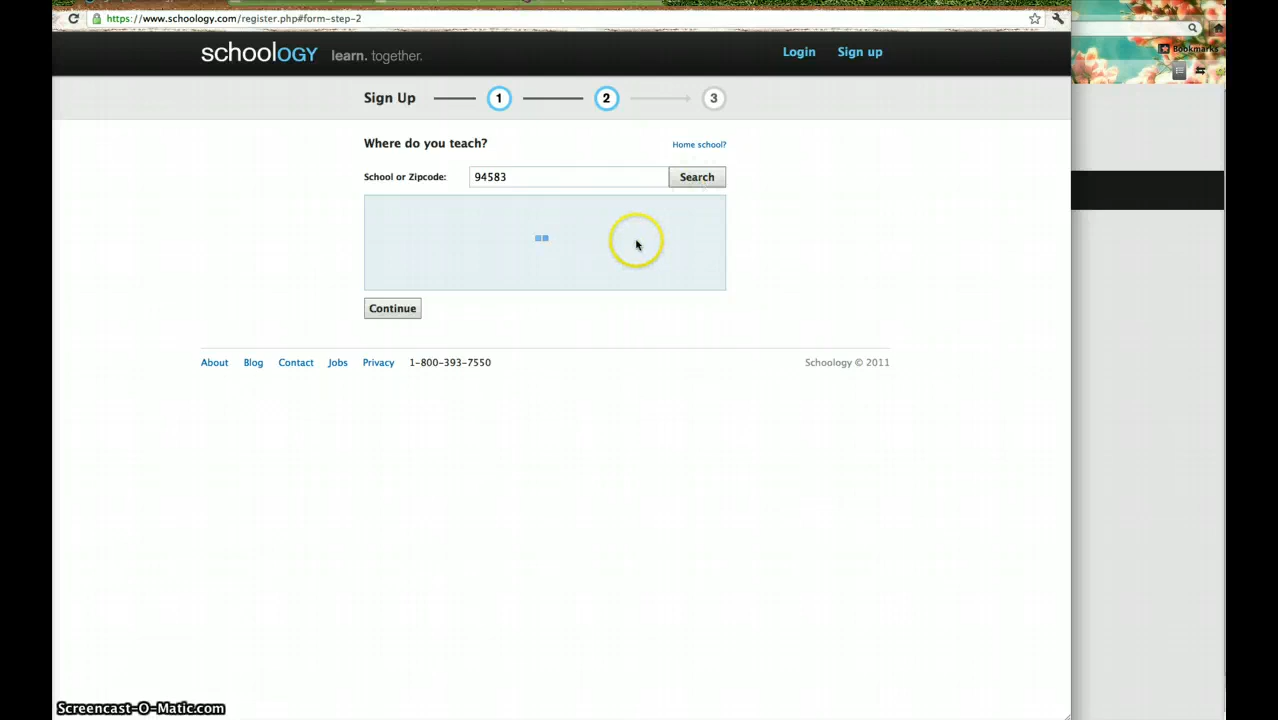 https://www.schoology.com/register.php#form-step-2
Bookmarks
schoology learn. together. Login Sign up
Sign Up 1 2 3
Where do you teach? Home school?
School or Zipcode: 94583 Search
Continue
About Blog Contact Jobs Privacy 1-800-393-7550 Schoology © 2011
Screencast-O-Matic.com